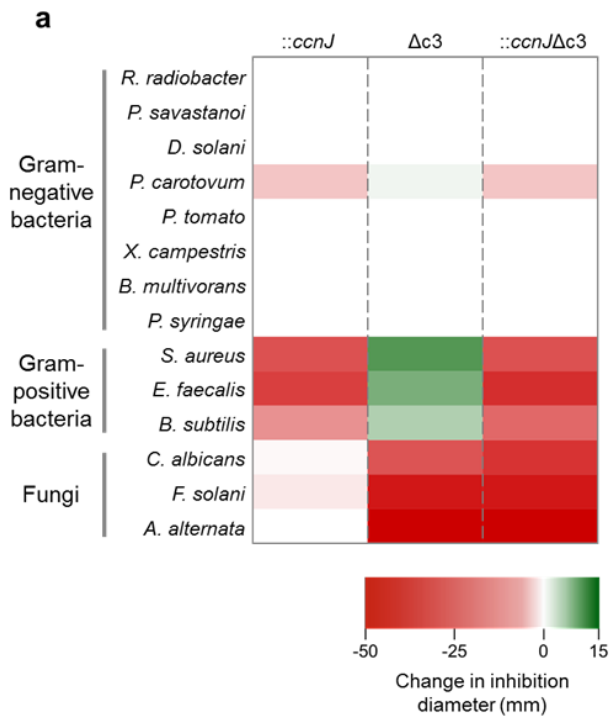 a
::ccnJ Δc3 ::ccnJΔc3
Gram-
negative
bacteria
R. radiobacter
P. savastanoi
D. solani
P. carotovum
P. tomato
X. campestris
B. multivorans
P. syringae
Gram-
positive
bacteria
S. aureus
E. faecalis
B. subtilis
Fungi
C. albicans
F. solani
A. alternata
-50 -25 0 15
Change in inhibition
diameter (mm)